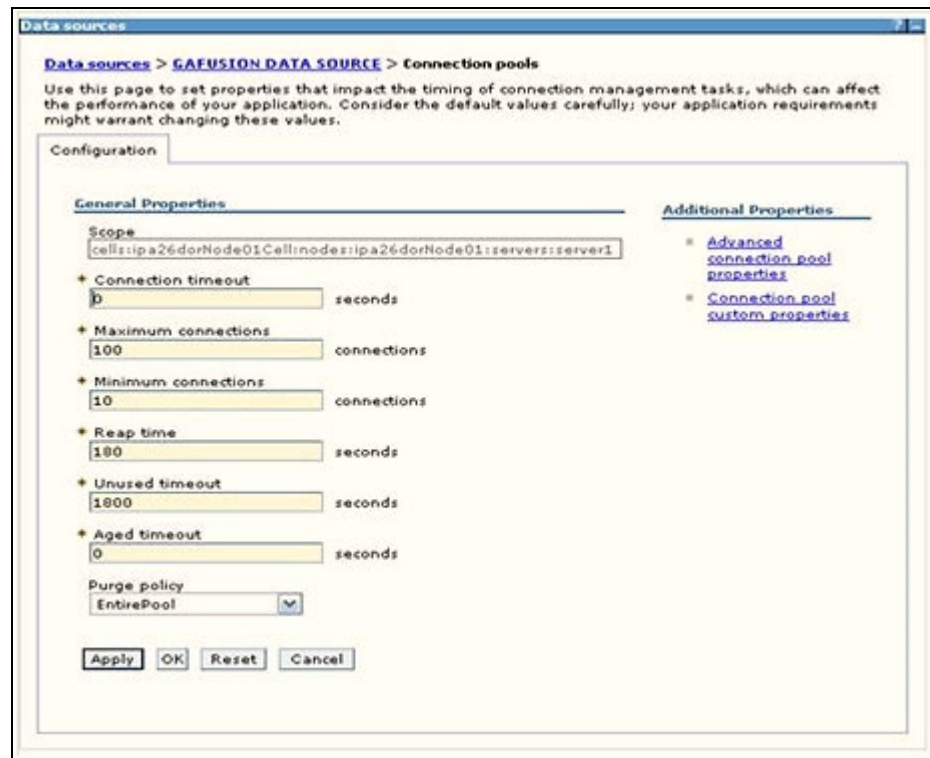 Data sources
?
Data sources > GAFUSION DATA SOURCE > Connection pools
Use this page to set properties that impact the timing of connection management tasks, which can affect
the performance of your application. Consider the default values carefully; your application requirements
might warrant changing these values.
Configuration
General Properties
Scope
cells:ipa26dorNode01Cell:nodes:ipa26dorNode01:servers:server1
Connection timeout
0 seconds
Maximum connections
100 connections
Minimum connections
10 connections
Reap time
180 seconds
Unused timeout
1800 seconds
Aged timeout
0 seconds
Purge policy
EntirePool
Apply OK Reset Cancel
Additional Properties
Advanced
connection pool
properties
Connection pool
custom properties